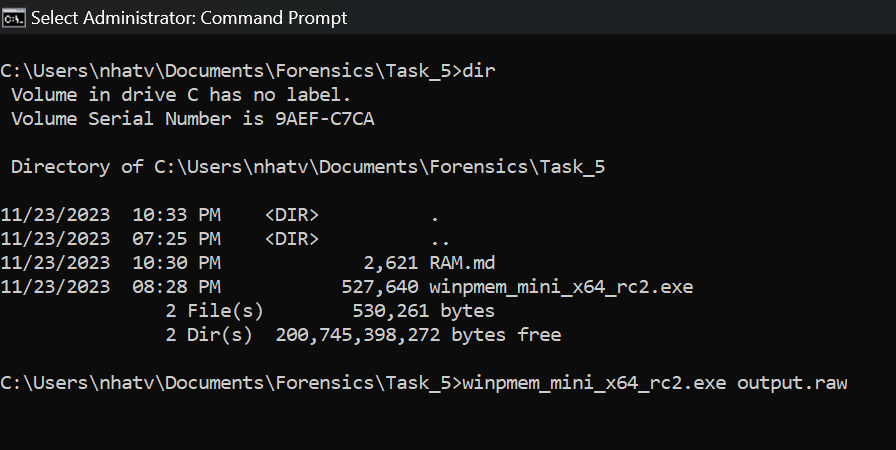 Select Administrator: Command Prompt
C:\Users\nhatv\Documents\Forensics\Task_5>dir
Volume in drive C has no label.
Volume Serial Number is 9AEF-C7CA
Directory of C:\Users\nhatv\Documents\Forensics\Task_5
11/23/2023  10:33 PM    <DIR>          .
11/23/2023  07:25 PM    <DIR>          ..
11/23/2023  10:30 PM             2,621 RAM.md
11/23/2023  08:28 PM           527,640 winpmem_mini_x64_rc2.exe
2 File(s)        530,261 bytes
2 Dir(s)  200,745,398,272 bytes free
C:\Users\nhatv\Documents\Forensics\Task_5>winpmem_mini_x64_rc2.exe output.raw